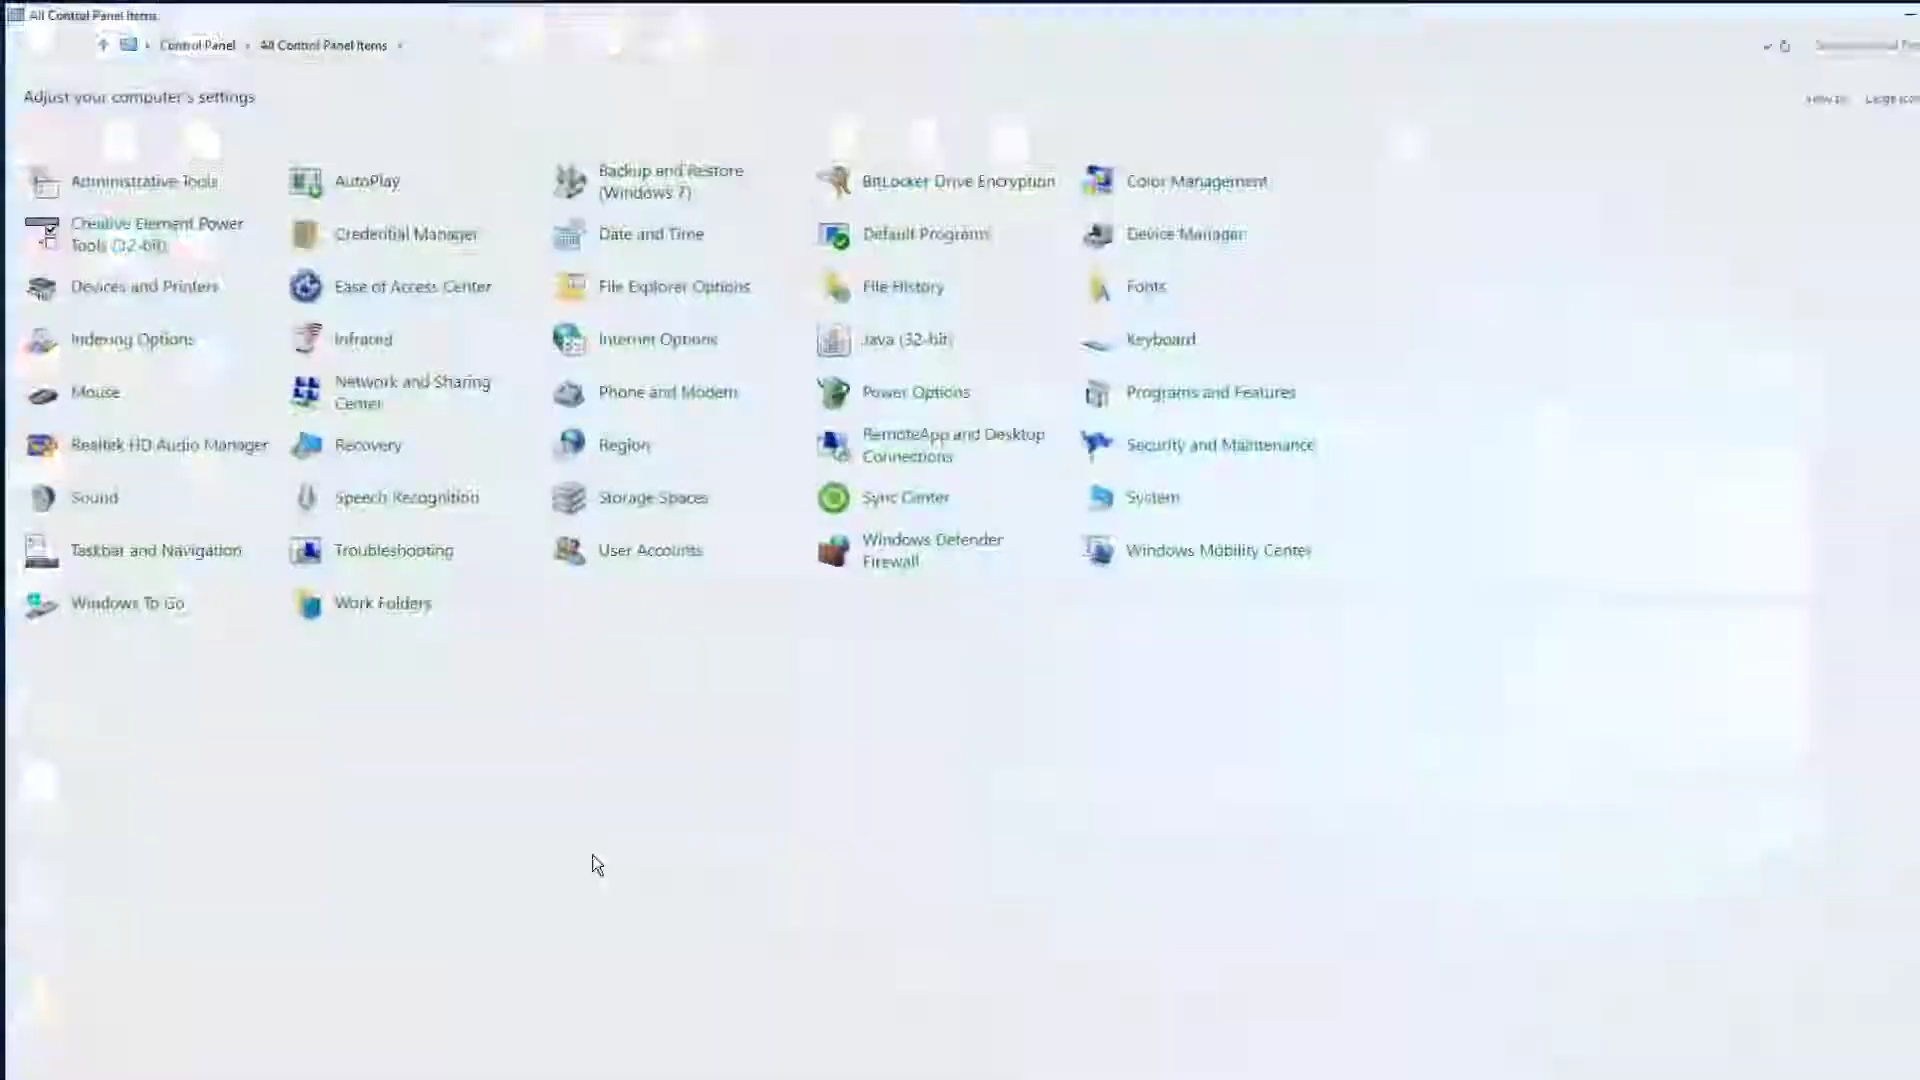 All Control Panel Items
Control Panel
All Control Panel Items
Adjust your computer's settings
View by:
Administrative Tools
AutoPlay
Backup and Restore
(Windows 7)
BitLocker Drive Encryption
Color Management
Creative Element Power
Tools (32-bit)
Credential Manager
Date and Time
Default Programs
Device Manager
Devices and Printers
Ease of Access Center
File Explorer Options
File History
Fonts
Indexing Options
Infrared
Internet Options
Java (32-bit)
Keyboard
Mouse
Network and Sharing
Center
Phone and Modem
Power Options
Programs and Features
Realtek HD Audio Manager
Recovery
Region
RemoteApp and Desktop
Connections
Security and Maintenance
Sound
Speech Recognition
Storage Spaces
Sync Center
System
Taskbar and Navigation
Troubleshooting
User Accounts
Windows Defender
Firewall
Windows Mobility Center
Windows To Go
Work Folders